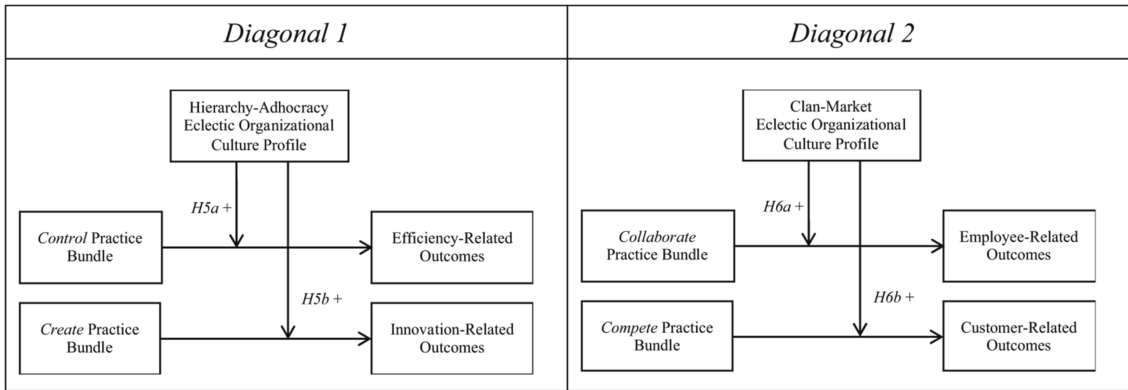 Diagonal 1
Hierarchy-Adhocracy
Eclectic Organizational
Culture Profile
H5a +
Control Practice
Bundle
Efficiency-Related
Outcomes
H5b +
Create Practice
Bundle
Innovation-Related
Outcomes
Diagonal 2
Clan-Market
Eclectic Organizational
Culture Profile
H6a +
Collaborate
Practice Bundle
Employee-Related
Outcomes
H6b +
Compete Practice
Bundle
Customer-Related
Outcomes